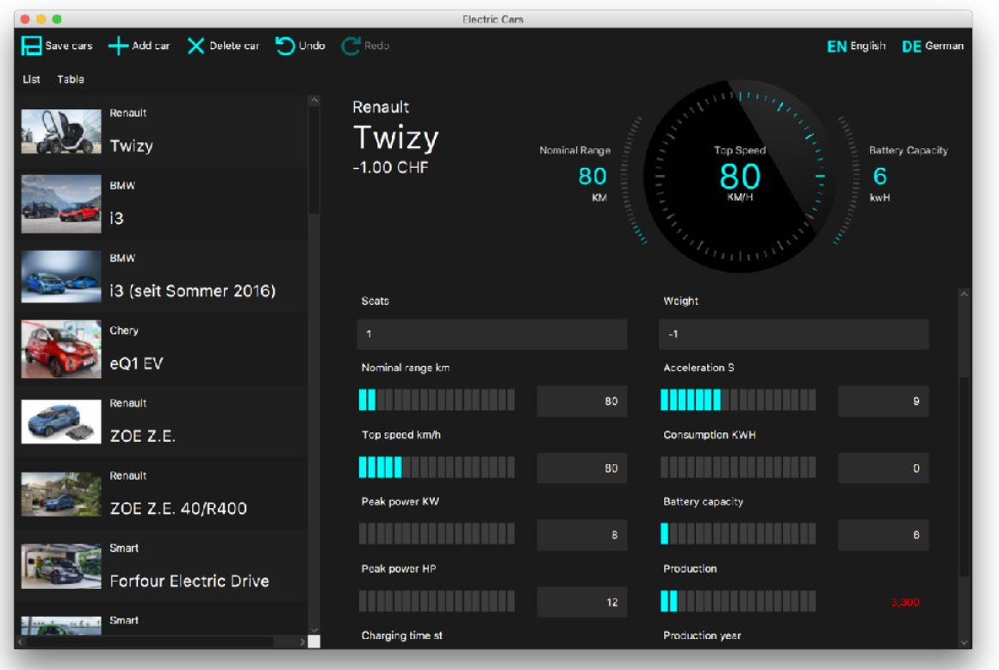 Electric Cars
Save cars Add car Delete car Undo Redo EN English DE German
List Table
Renault
Twizy
BMW
i3
BMW
i3 (seit Sommer 2016)
Chery
eQ1 EV
Renault
ZOE Z.E.
Renault
ZOE Z.E. 40/R400
Smart
Forfour Electric Drive
Smart
Renault
Twizy
-1.00 CHF
Nominal Range
80
KM
Top Speed
80
KM/H
Battery Capacity
6
kwH
Seats Weight
1 -1
Nominal range km Acceleration S
80 9
Top speed km/h Consumption KWH
80 0
Peak power KW Battery capacity
8 6
Peak power HP Production
12 3,300
Charging time st Production year